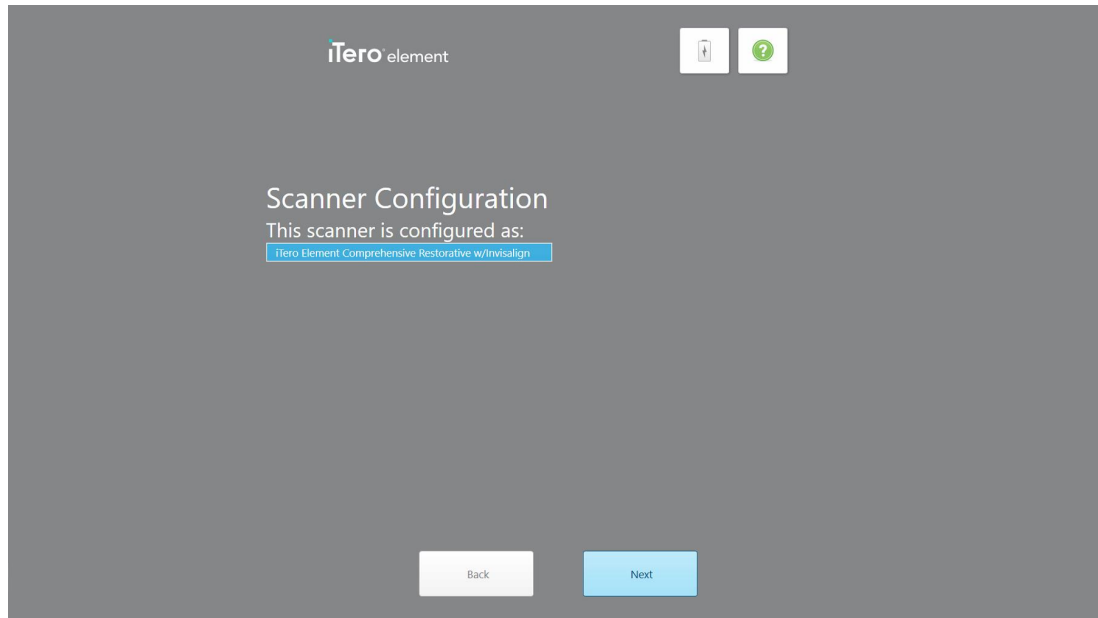 iTero element
?
Scanner Configuration
This scanner is configured as:
iTero Element Comprehensive Restorative w/Invisalign
Back
Next